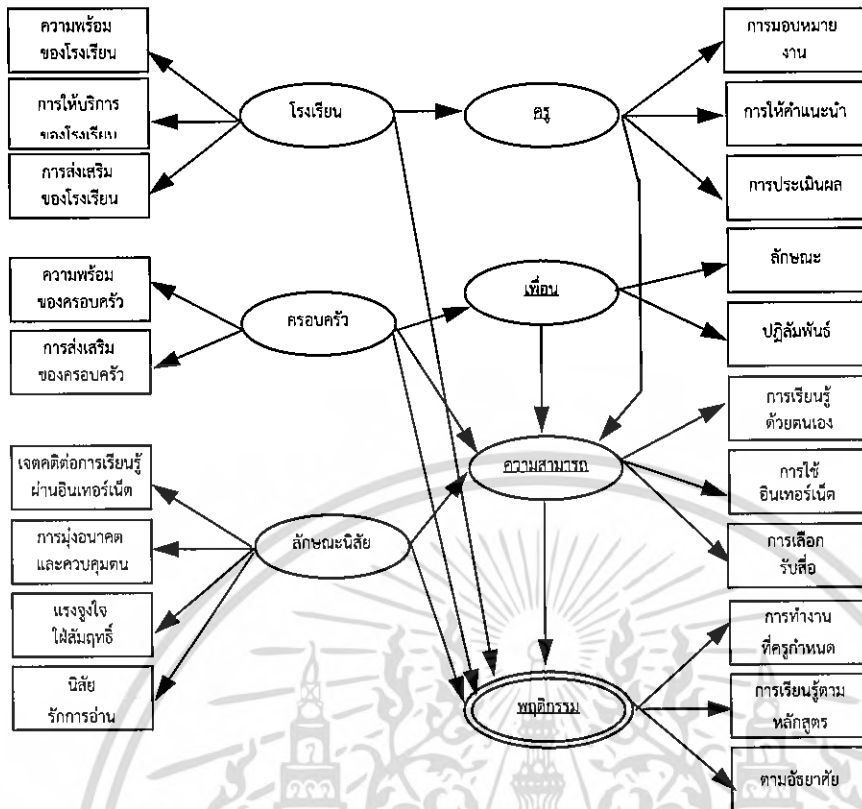 ความพร้อม
ของโรงเรียน
การให้บริการ
ของโรงเรียน
การส่งเสริม
ของโรงเรียน
โรงเรียน
ครู
การมอบหมาย
งาน
การให้คำแนะนำ
การประเมินผล
ความพร้อม
ของครอบครัว
การส่งเสริม
ของครอบครัว
ครอบครัว
เพื่อน
ลักษณะ
ปฏิสัมพันธ์
เจตคติต่อการเรียนรู้
ผ่านอินเทอร์เน็ต
การมุ่งอนาคต
และควบคุมตน
แรงจูงใจ
ใฝ่สัมฤทธิ์
นิสัย
รักการอ่าน
ลักษณะนิสัย
ความสามารถ
การเรียนรู้
ด้วยตนเอง
การใช้
อินเทอร์เน็ต
การเลือก
รับสื่อ
พฤติกรรม
การทำงาน
ที่ครูกำหนด
การเรียนรู้ตาม
หลักสูตร
ตามอัธยาศัย